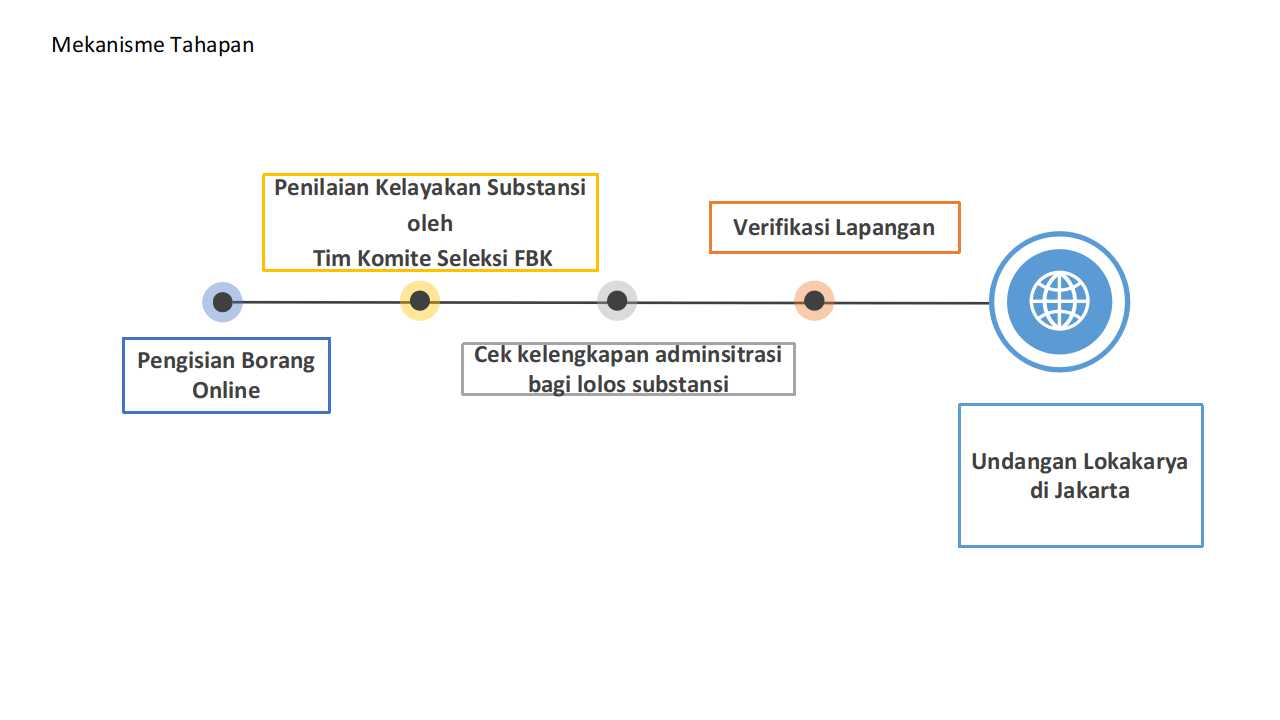 Mekanisme Tahapan
Penilaian Kelayakan Substansi
oleh
Tim Komite Seleksi FBK
Verifikasi Lapangan
Pengisian Borang
Online
Cek kelengkapan adminsitrasi
bagi lolos substansi
Undangan Lokakarya
di Jakarta